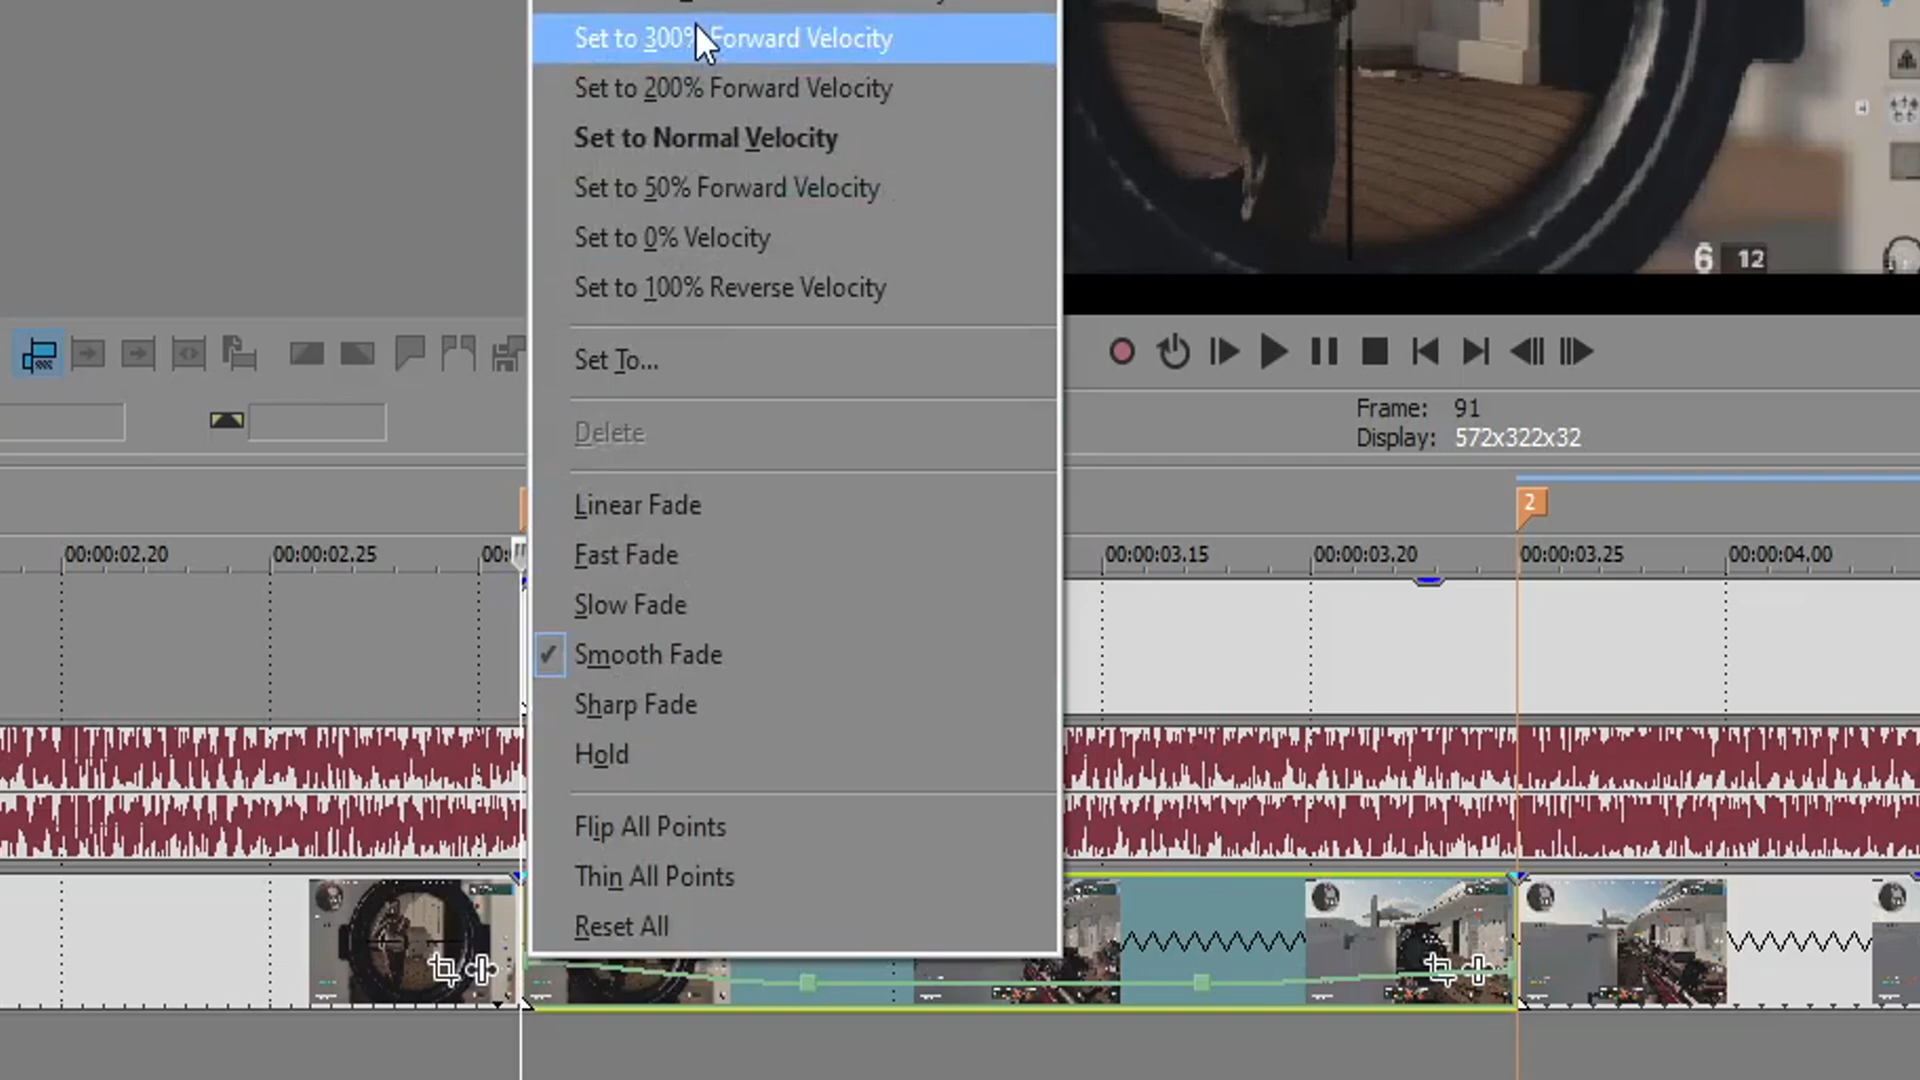 Set to 300% Forward Velocity
Set to 200% Forward Velocity
Set to Normal Velocity
Set to 50% Forward Velocity
Set to 0% Velocity
Set to 100% Reverse Velocity
6 12
Set To...
Frame: 91
Display: 572x322x32
Delete
Linear Fade
2
00:00:02.20 00:00:02.25 00: 00:00:03.15 00:00:03.20 00:00:03.25 00:00:04.00
Fast Fade
Slow Fade
Smooth Fade
Sharp Fade
Hold
Flip All Points
Thin All Points
Reset All